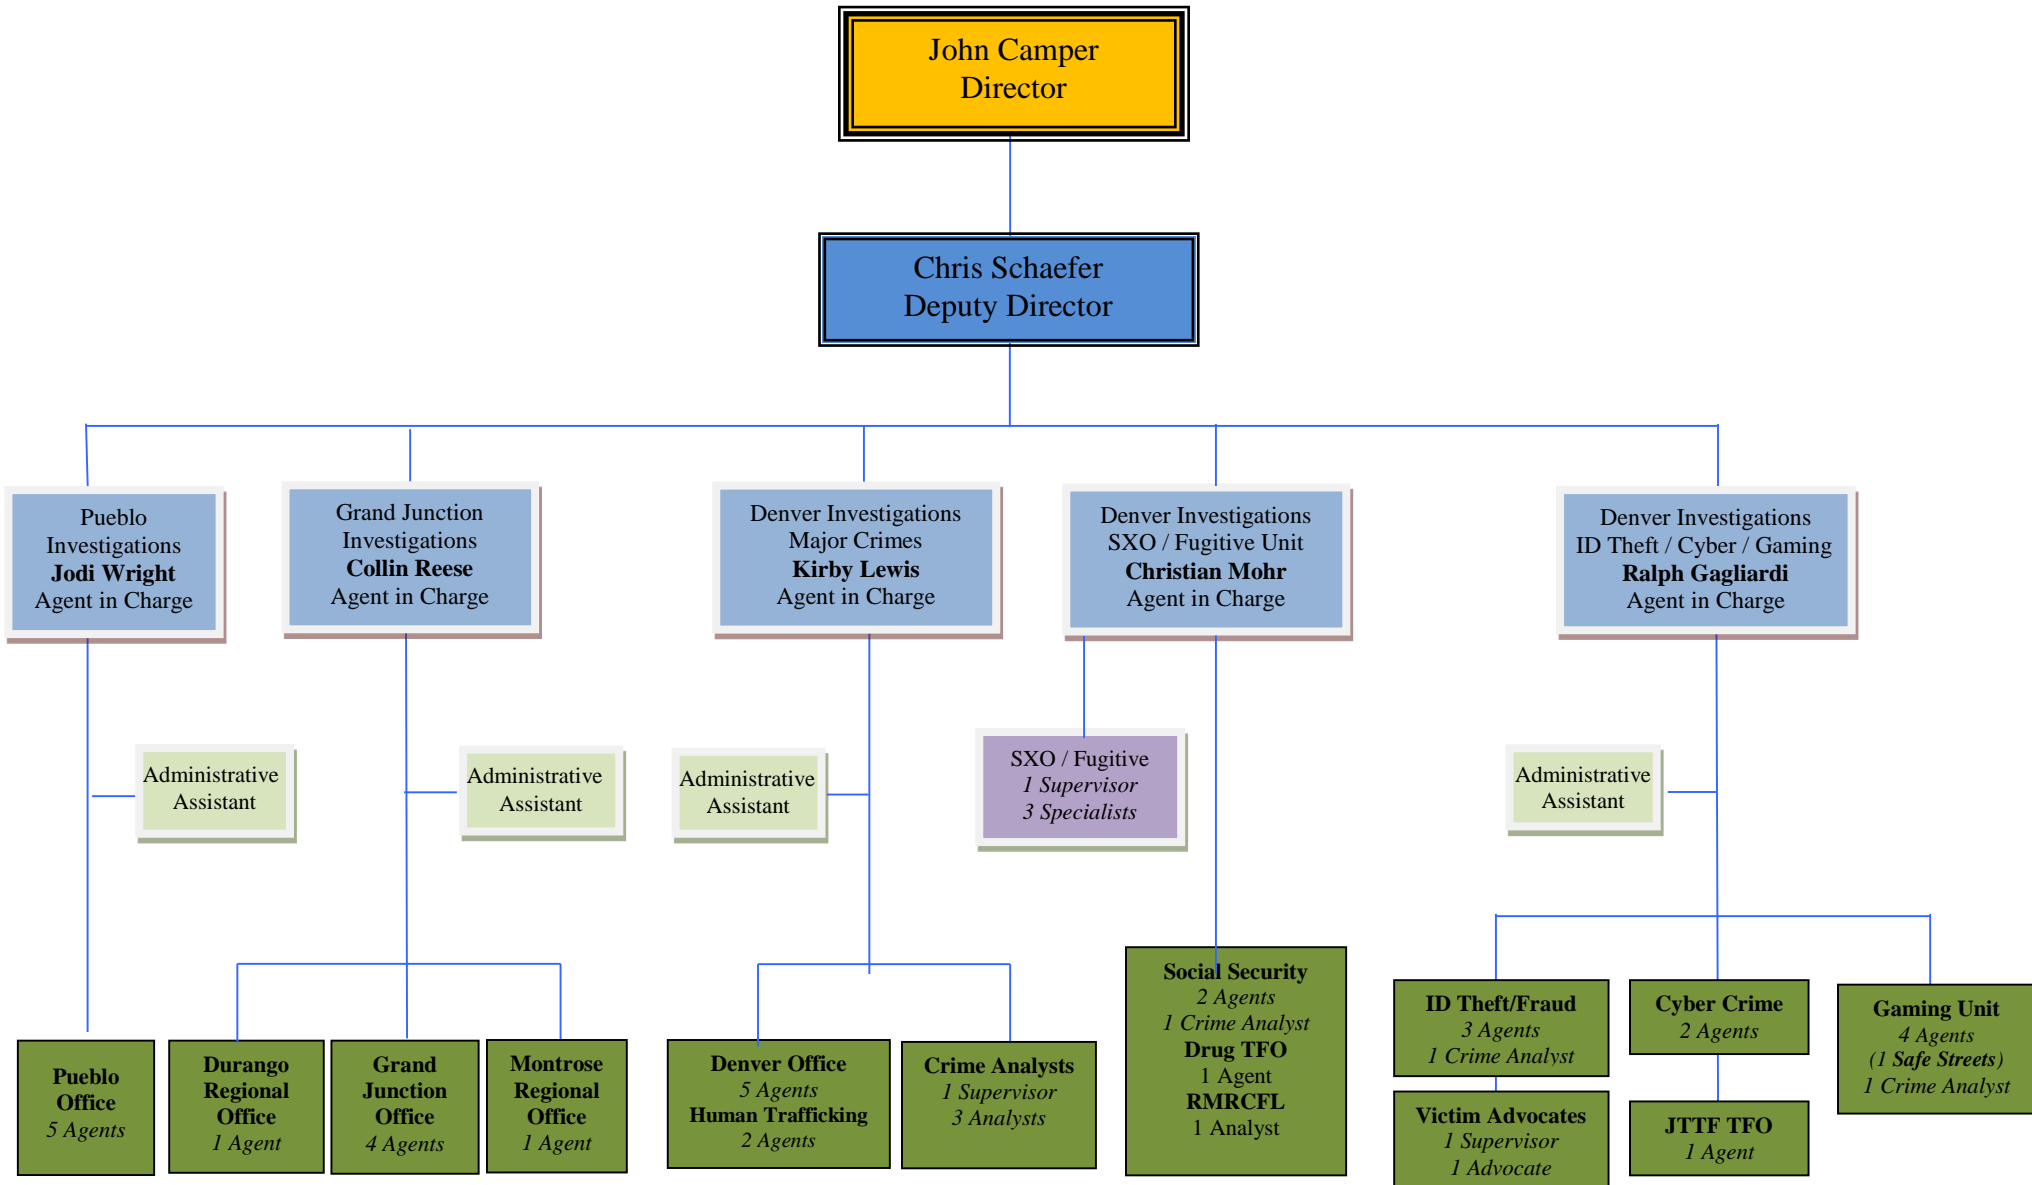 John Camper
Director
Chris Schaefer
Deputy Director
Pueblo
Investigations
Jodi Wright
Agent in Charge
Grand Junction
Investigations
Collin Reese
Agent in Charge
Denver Investigations
Major Crimes
Kirby Lewis
Agent in Charge
Denver Investigations
SXO / Fugitive Unit
Christian Mohr
Agent in Charge
Denver Investigations
ID Theft / Cyber / Gaming
Ralph Gagliardi
Agent in Charge
Administrative
Assistant
Administrative
Assistant
Administrative
Assistant
SXO / Fugitive
1 Supervisor
3 Specialists
Administrative
Assistant
Pueblo
Office
5 Agents
Durango
Regional
Office
1 Agent
Grand
Junction
Office
4 Agents
Montrose
Regional
Office
1 Agent
Denver Office
5 Agents
Human Trafficking
2 Agents
Crime Analysts
1 Supervisor
3 Analysts
Social Security
2 Agents
1 Crime Analyst
Drug TFO
1 Agent
RMRCFL
1 Analyst
ID Theft/Fraud
3 Agents
1 Crime Analyst
Victim Advocates
1 Supervisor
1 Advocate
Cyber Crime
2 Agents
JTTF TFO
1 Agent
Gaming Unit
4 Agents
(1 Safe Streets)
1 Crime Analyst